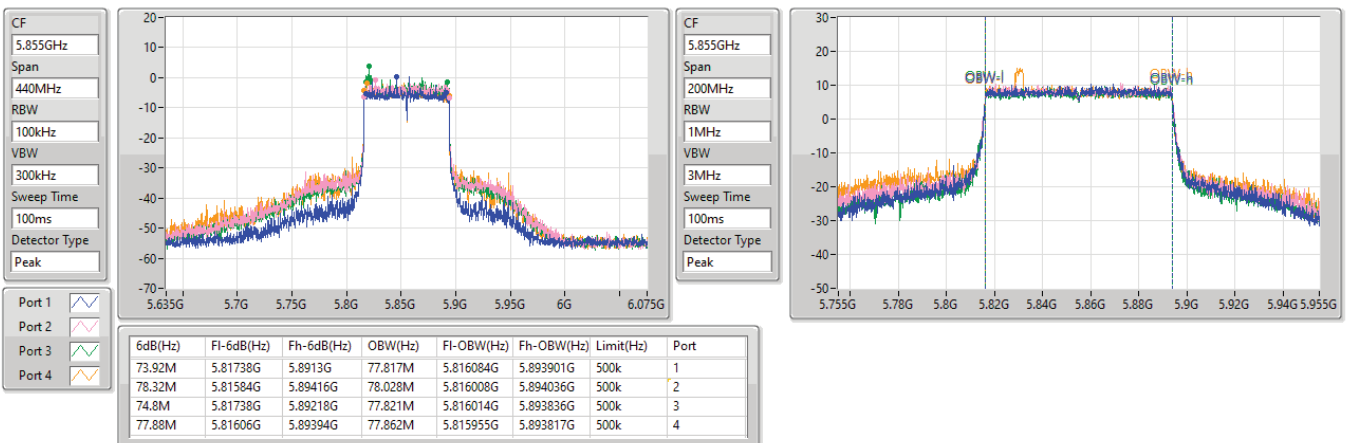 CF
5.855GHz
Span
440MHz
RBW
100kHz
VBW
300kHz
Sweep Time
100ms
Detector Type
Peak
Port 1
Port 2
Port 3
Port 4
20
10
0
-10
-20
-30
-40
-50
-60
-70
5.635G 5.7G 5.75G 5.8G 5.85G 5.9G 5.95G 6G 6.075G
CF
5.855GHz
Span
200MHz
RBW
1MHz
VBW
3MHz
Sweep Time
100ms
Detector Type
Peak
30
20
10
0
-10
-20
-30
-40
-50
OBW-l OBW-h
5.755G 5.78G 5.8G 5.82G 5.84G 5.86G 5.88G 5.9G 5.92G 5.94G 5.955G
6dB(Hz) Fl-6dB(Hz) Fh-6dB(Hz) OBW(Hz) Fl-OBW(Hz) Fh-OBW(Hz) Limit(Hz) Port
73.92M 5.81738G 5.8913G 77.817M 5.816084G 5.893901G 500k 1
78.32M 5.81584G 5.89416G 78.028M 5.816008G 5.894036G 500k 2
74.8M 5.81738G 5.89218G 77.821M 5.816014G 5.893836G 500k 3
77.88M 5.81606G 5.89394G 77.862M 5.815955G 5.893817G 500k 4